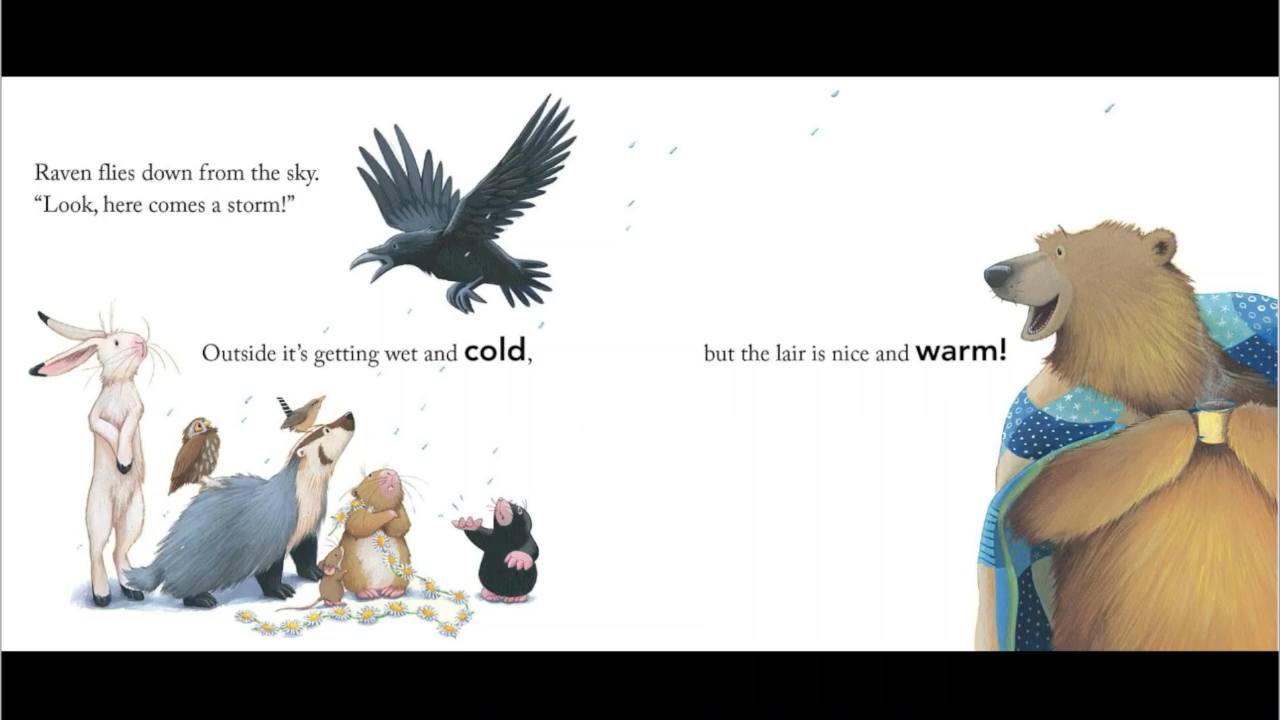 Raven flies down from the sky.
“Look, here comes a storm!”
Outside it’s getting wet and cold,
but the lair is nice and warm!